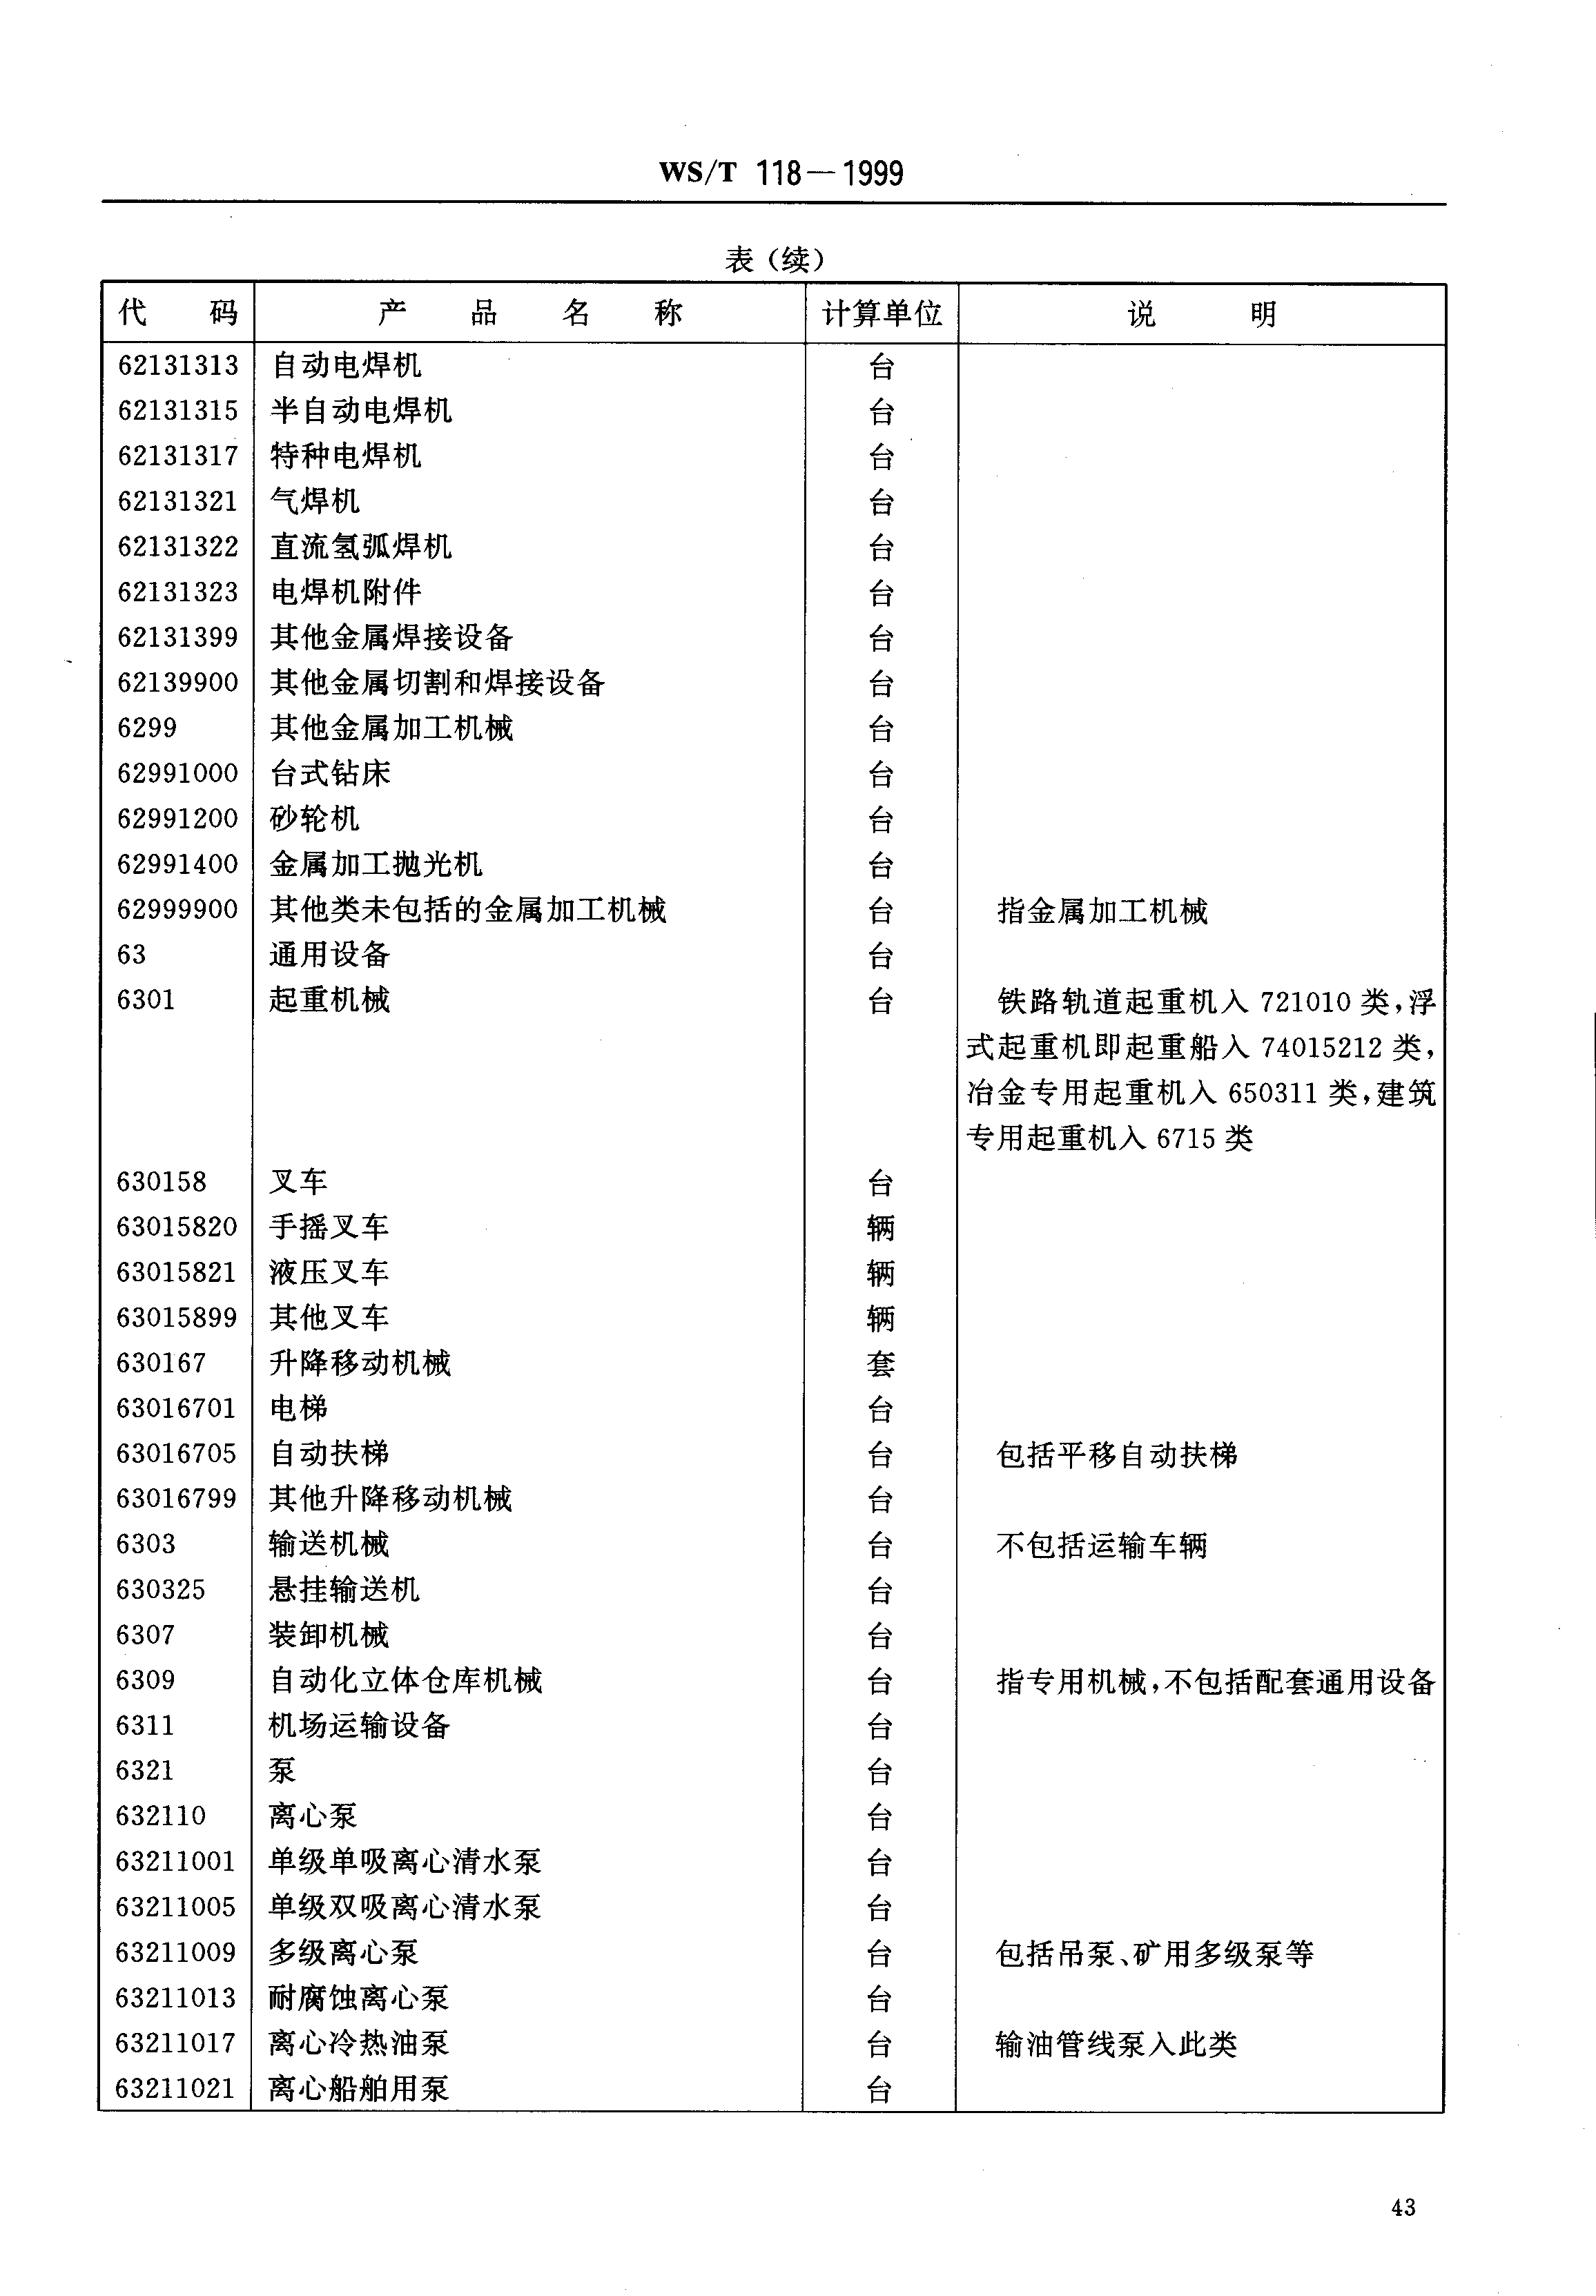 WS/T 118—1999
表（续）
代 码 产 品 名 称 计算单位 说 明
62131313 自动电焊机 台
62131315 半自动电焊机 台
62131317 特种电焊机 台
62131321 气焊机 台
62131322 直流氢弧焊机 台
62131323 电焊机附件 台
62131399 其他金属焊接设备 台
62139900 其他金属切割和焊接设备 台
6299 其他金属加工机械 台
62991000 台式钻床 台
62991200 砂轮机 台
62991400 金属加工抛光机 台
62999900 其他类未包括的金属加工机械 台 指金属加工机械
63 通用设备 台
6301 起重机械 台 铁路轨道起重机入 721010 类，浮
式起重机即起重船入 74015212 类，
冶金专用起重机入 650311 类，建筑
专用起重机入 6715 类
630158 叉车 台
63015820 手摇叉车 辆
63015821 液压叉车 辆
63015899 其他叉车 辆
630167 升降移动机械 套
63016701 电梯 台
63016705 自动扶梯 台 包括平移自动扶梯
63016799 其他升降移动机械 台
6303 输送机械 台 不包括运输车辆
630325 悬挂输送机 台
6307 装卸机械 台
6309 自动化立体仓库机械 台 指专用机械，不包括配套通用设备
6311 机场运输设备 台
6321 泵 台
632110 离心泵 台
63211001 单级单吸离心清水泵 台
63211005 单级双吸离心清水泵 台
63211009 多级离心泵 台 包括吊泵、矿用多级泵等
63211013 耐腐蚀离心泵 台
63211017 离心冷热油泵 台 输油管线泵入此类
63211021 离心船舶用泵 台
43